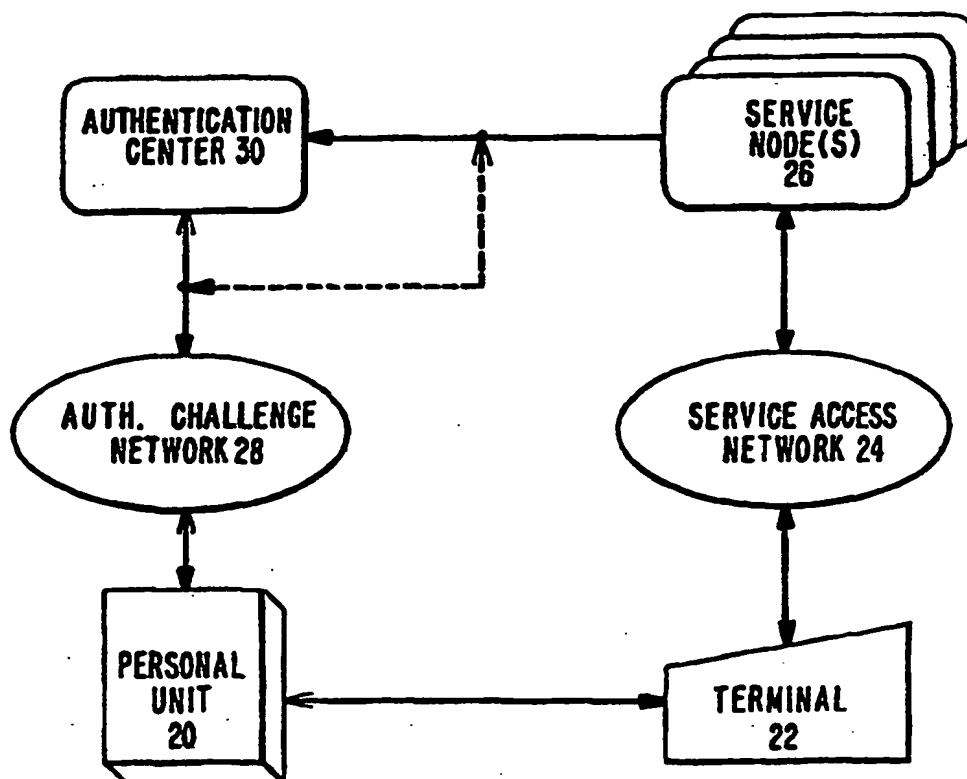 AUTHENTICATION
CENTER 30
SERVICE
NODE(S)
26
AUTH. CHALLENGE
NETWORK 28
SERVICE ACCESS
NETWORK 24
PERSONAL
UNIT
20
TERMINAL
22